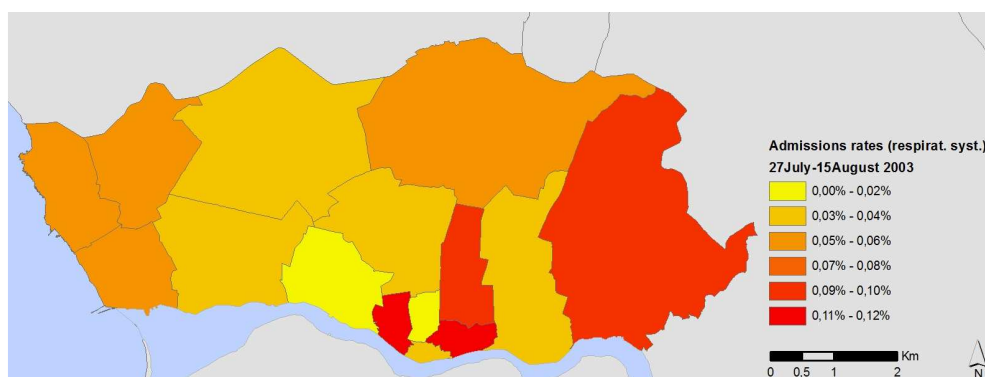 Admissions rates (respirat. syst.)
27July-15August 2003
0,00% - 0,02%
0,03% - 0,04%
0,05% - 0,06%
0,07% - 0,08%
0,09% - 0,10%
0,11% - 0,12%
Km
0 0,5 1 2
N